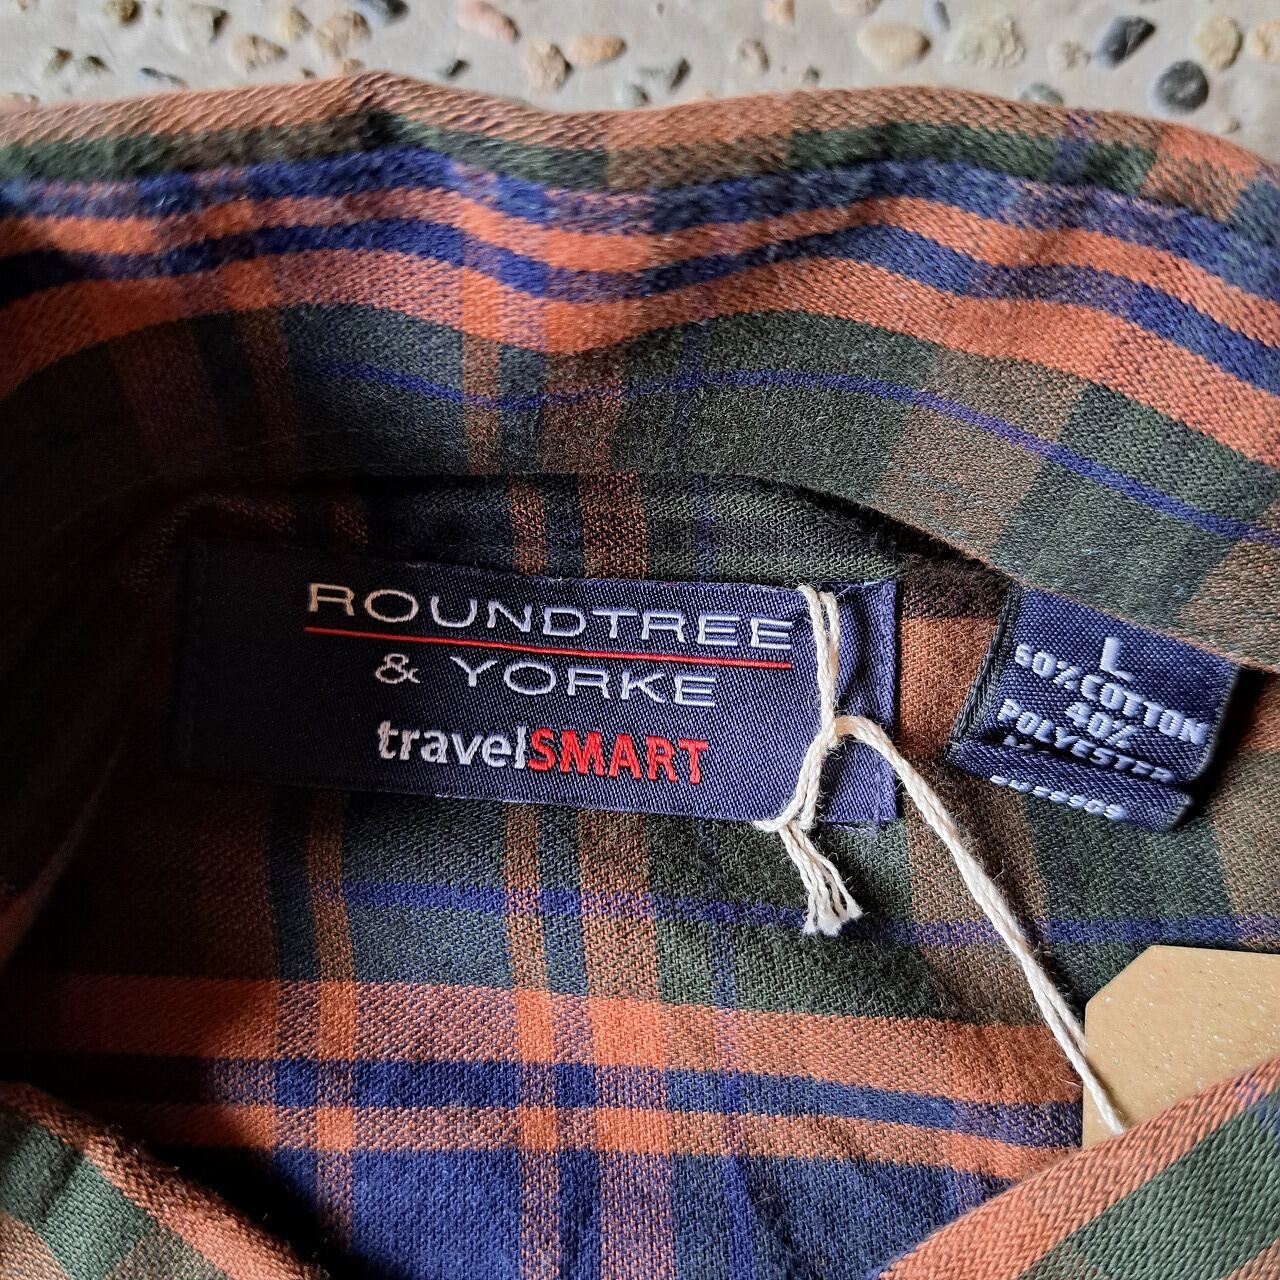 ROUNDTREE
& YORKE
travelSMART
L
60% COTTON
40%
POLYESTER